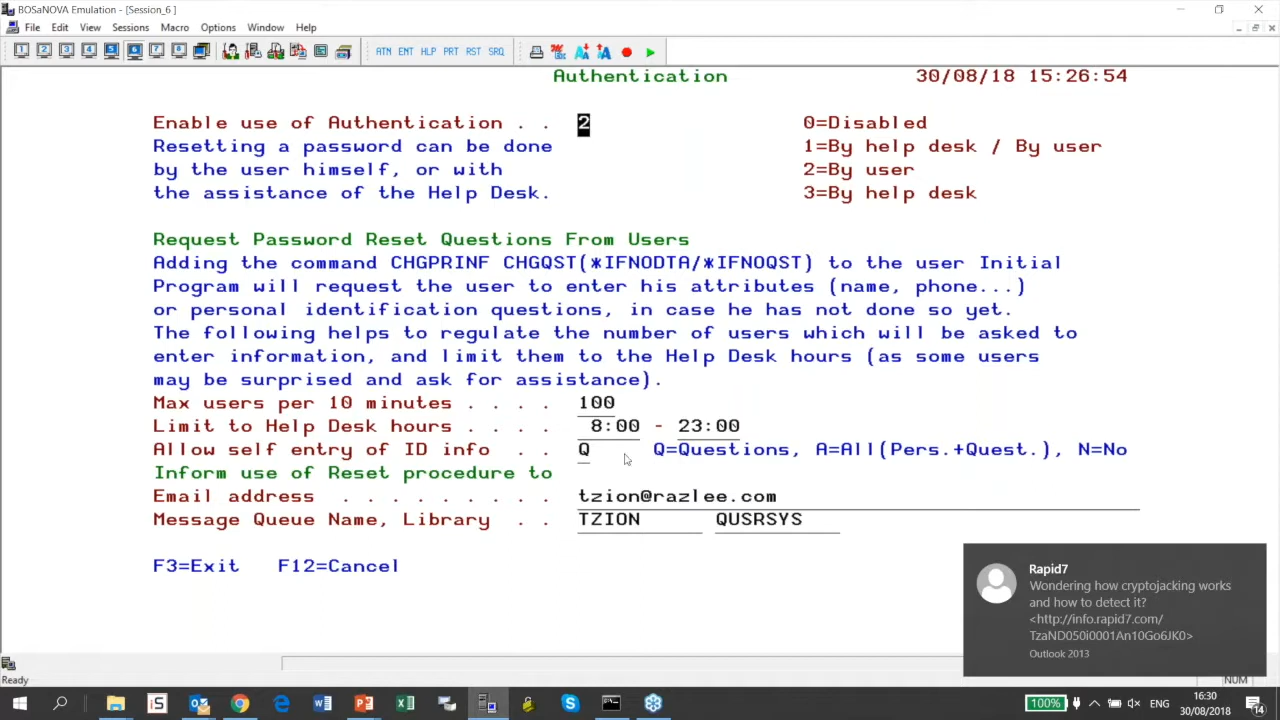 BOSaNOVA Emulation - [Session_6 ]
File Edit View Sessions Macro Options Window Help
1 2 3 4 5 6 7 8 ATN ENT HLP PRT RST SRQ
Authentication 30/08/18 15:26:54
Enable use of Authentication . . 2 0=Disabled
Resetting a password can be done 1=By help desk / By user
by the user himself, or with 2=By user
the assistance of the Help Desk. 3=By help desk
Request Password Reset Questions From Users
Adding the command CHGPRINF CHGQST(*IFNODTA/*IFNOQST) to the user Initial
Program will request the user to enter his attributes (name, phone...)
or personal identification questions, in case he has not done so yet.
The following helps to regulate the number of users which will be asked to
enter information, and limit them to the Help Desk hours (as some users
may be surprised and ask for assistance).
Max users per 10 minutes . . . . 100
Limit to Help Desk hours . . . . 8:00 - 23:00
Allow self entry of ID info . . Q Q=Questions, A=All(Pers.+Quest.), N=No
Inform use of Reset procedure to
Email address . . . . . . . . . tzion@razlee.com
Message Queue Name, Library . . TZION QUSRSYS
F3=Exit F12=Cancel
Rapid7
Wondering how cryptojacking works
and how to detect it?
<http://info.rapid7.com/
TzaND050i0001An10Go6JK0>
Outlook 2013
Ready NUM
100% ENG 16:30
30/08/2018 14